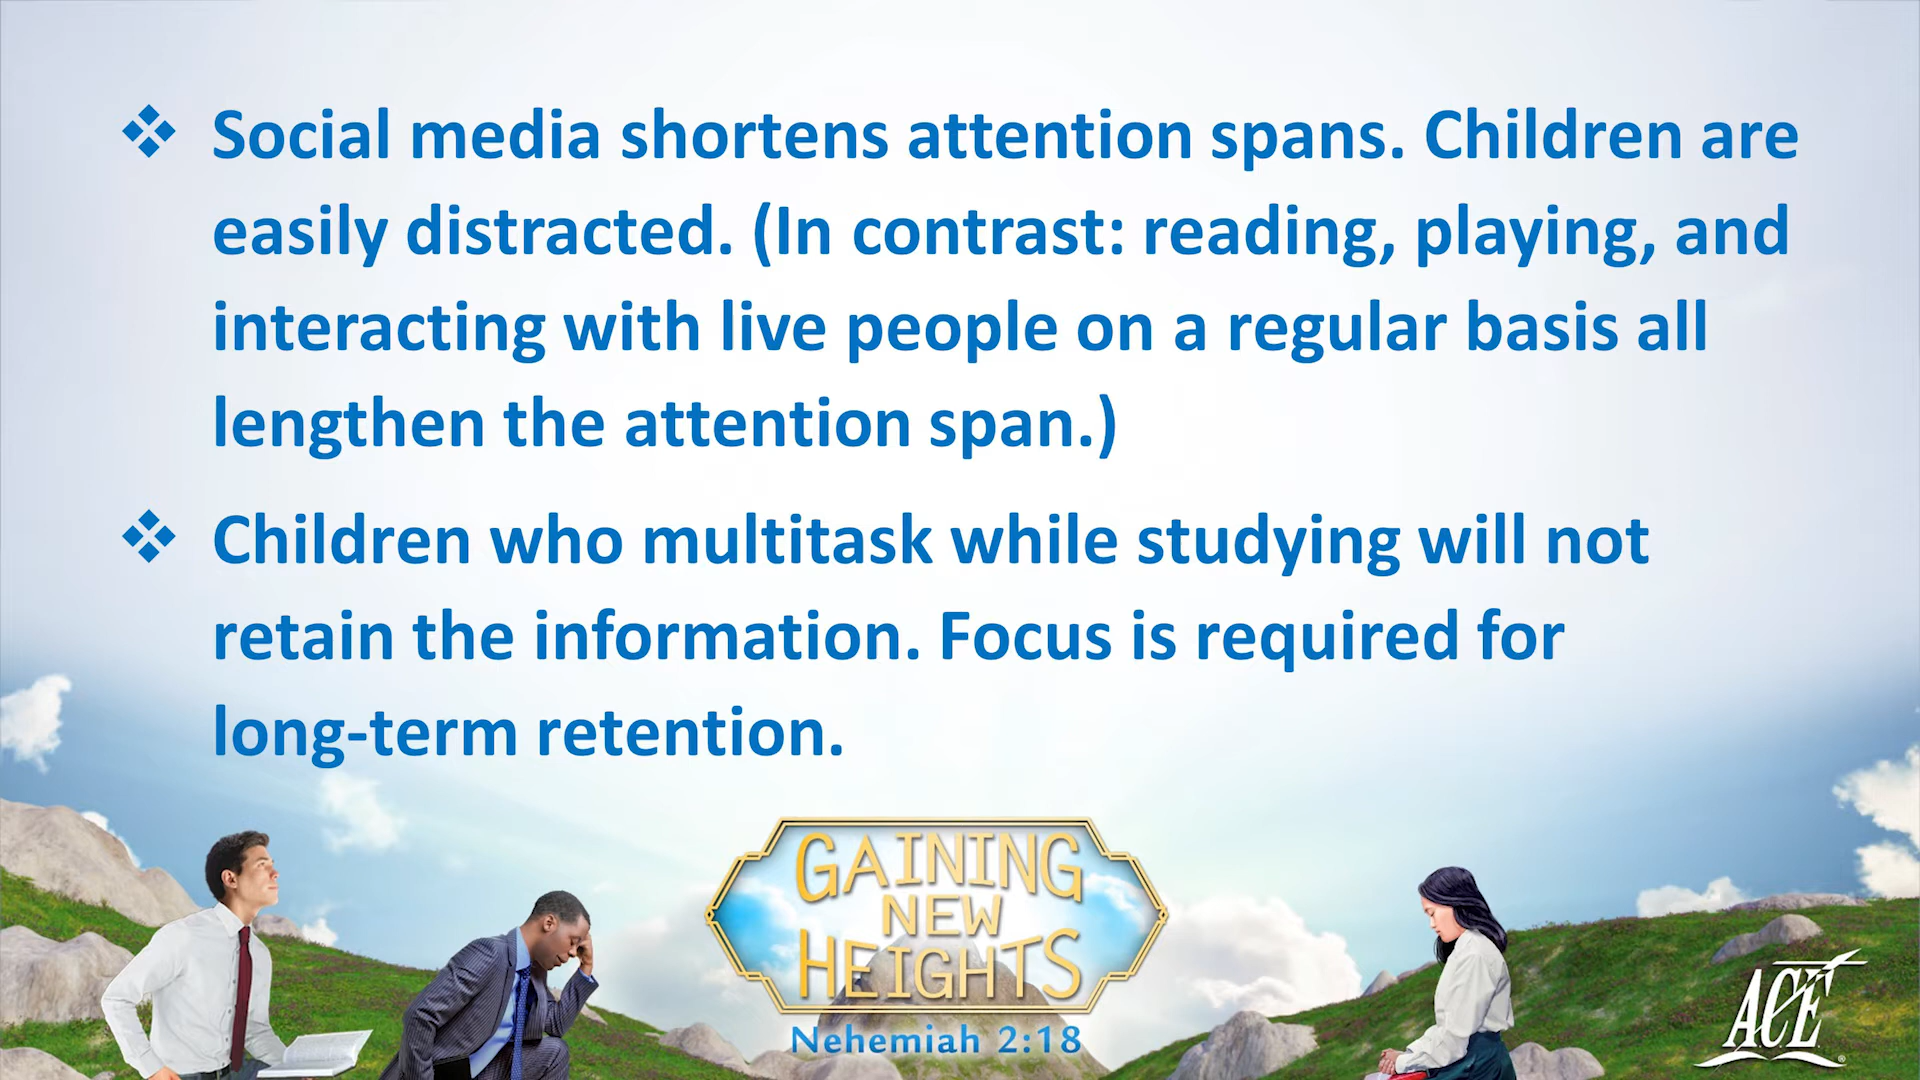 ❖ Social media shortens attention spans. Children are
easily distracted. (In contrast: reading, playing, and
interacting with live people on a regular basis all
lengthen the attention span.)
❖ Children who multitask while studying will not
retain the information. Focus is required for
long-term retention.
GAINING
NEW
HEIGHTS
Nehemiah 2:18
ACE®